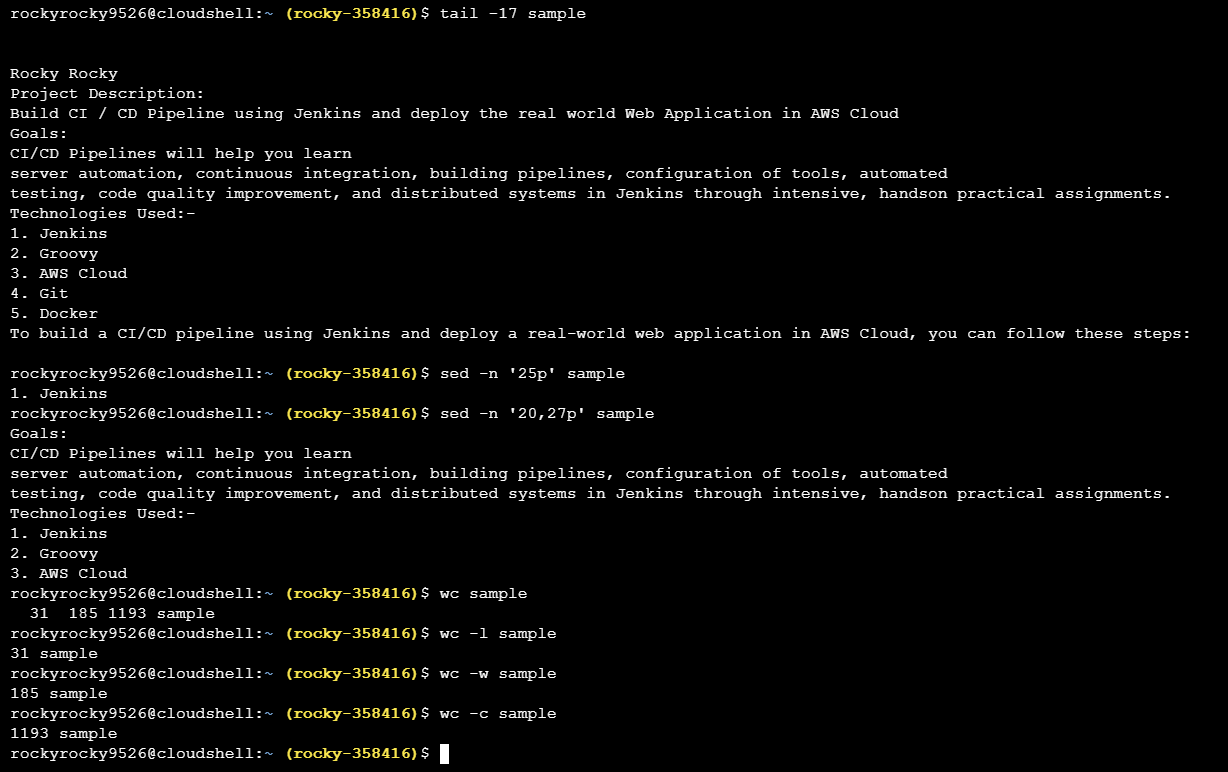 rockyrocky9526@cloudshell:~ (rocky-358416)$ tail -17 sample
Rocky Rocky
Project Description:
Build CI / CD Pipeline using Jenkins and deploy the real world Web Application in AWS Cloud
Goals:
CI/CD Pipelines will help you learn
server automation, continuous integration, building pipelines, configuration of tools, automated
testing, code quality improvement, and distributed systems in Jenkins through intensive, handson practical assignments.
Technologies Used:-
1. Jenkins
2. Groovy
3. AWS Cloud
4. Git
5. Docker
To build a CI/CD pipeline using Jenkins and deploy a real-world web application in AWS Cloud, you can follow these steps:
rockyrocky9526@cloudshell:~ (rocky-358416)$ sed -n '25p' sample
1. Jenkins
rockyrocky9526@cloudshell:~ (rocky-358416)$ sed -n '20,27p' sample
Goals:
CI/CD Pipelines will help you learn
server automation, continuous integration, building pipelines, configuration of tools, automated
testing, code quality improvement, and distributed systems in Jenkins through intensive, handson practical assignments.
Technologies Used:-
1. Jenkins
2. Groovy
3. AWS Cloud
rockyrocky9526@cloudshell:~ (rocky-358416)$ wc sample
31 185 1193 sample
rockyrocky9526@cloudshell:~ (rocky-358416)$ wc -l sample
31 sample
rockyrocky9526@cloudshell:~ (rocky-358416)$ wc -w sample
185 sample
rockyrocky9526@cloudshell:~ (rocky-358416)$ wc -c sample
1193 sample
rockyrocky9526@cloudshell:~ (rocky-358416)$